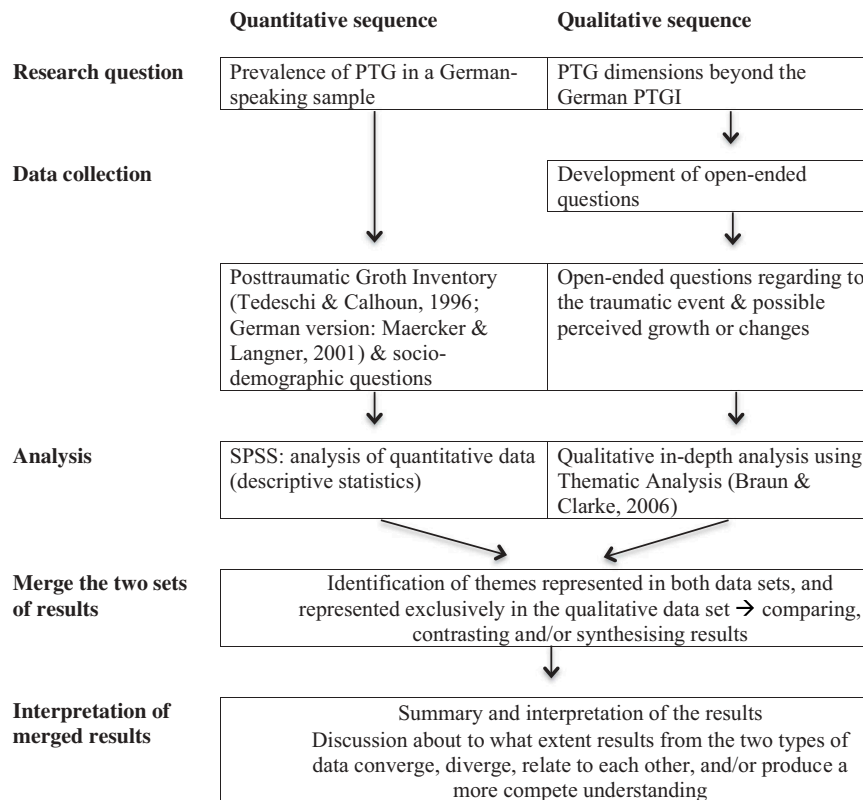 Quantitative sequence
Qualitative sequence
Research question
Prevalence of PTG in a German-
speaking sample
PTG dimensions beyond the
German PTGI
Data collection
Development of open-ended
questions
Posttraumatic Groth Inventory
(Tedeschi & Calhoun, 1996;
German version: Maercker &
Langner, 2001) & socio-
demographic questions
Open-ended questions regarding to
the traumatic event & possible
perceived growth or changes
Analysis
SPSS: analysis of quantitative data
(descriptive statistics)
Qualitative in-depth analysis using
Thematic Analysis (Braun &
Clarke, 2006)
Merge the two sets
of results
Identification of themes represented in both data sets, and
represented exclusively in the qualitative data set → comparing,
contrasting and/or synthesising results
Interpretation of
merged results
Summary and interpretation of the results
Discussion about to what extent results from the two types of
data converge, diverge, relate to each other, and/or produce a
more compete understanding